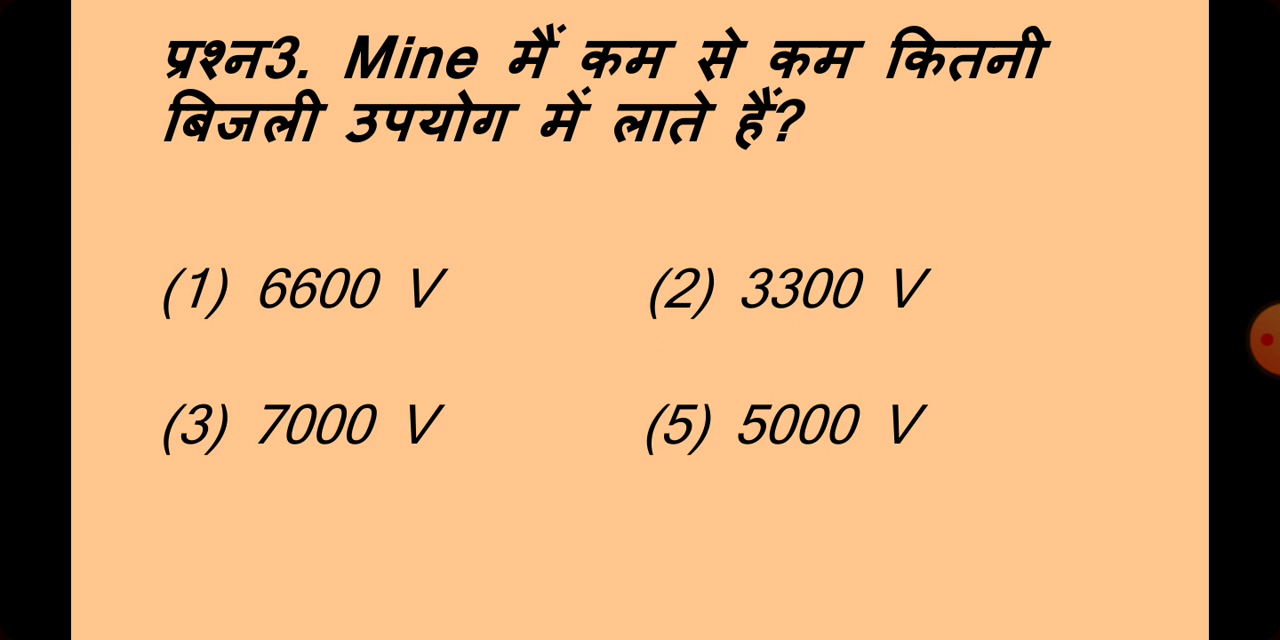 प्रश्न3. Mine मैं कम से कम कितनी
बिजली उपयोग में लाते हैं?
(1) 6600 V (2) 3300 V
(3) 7000 V (5) 5000 V